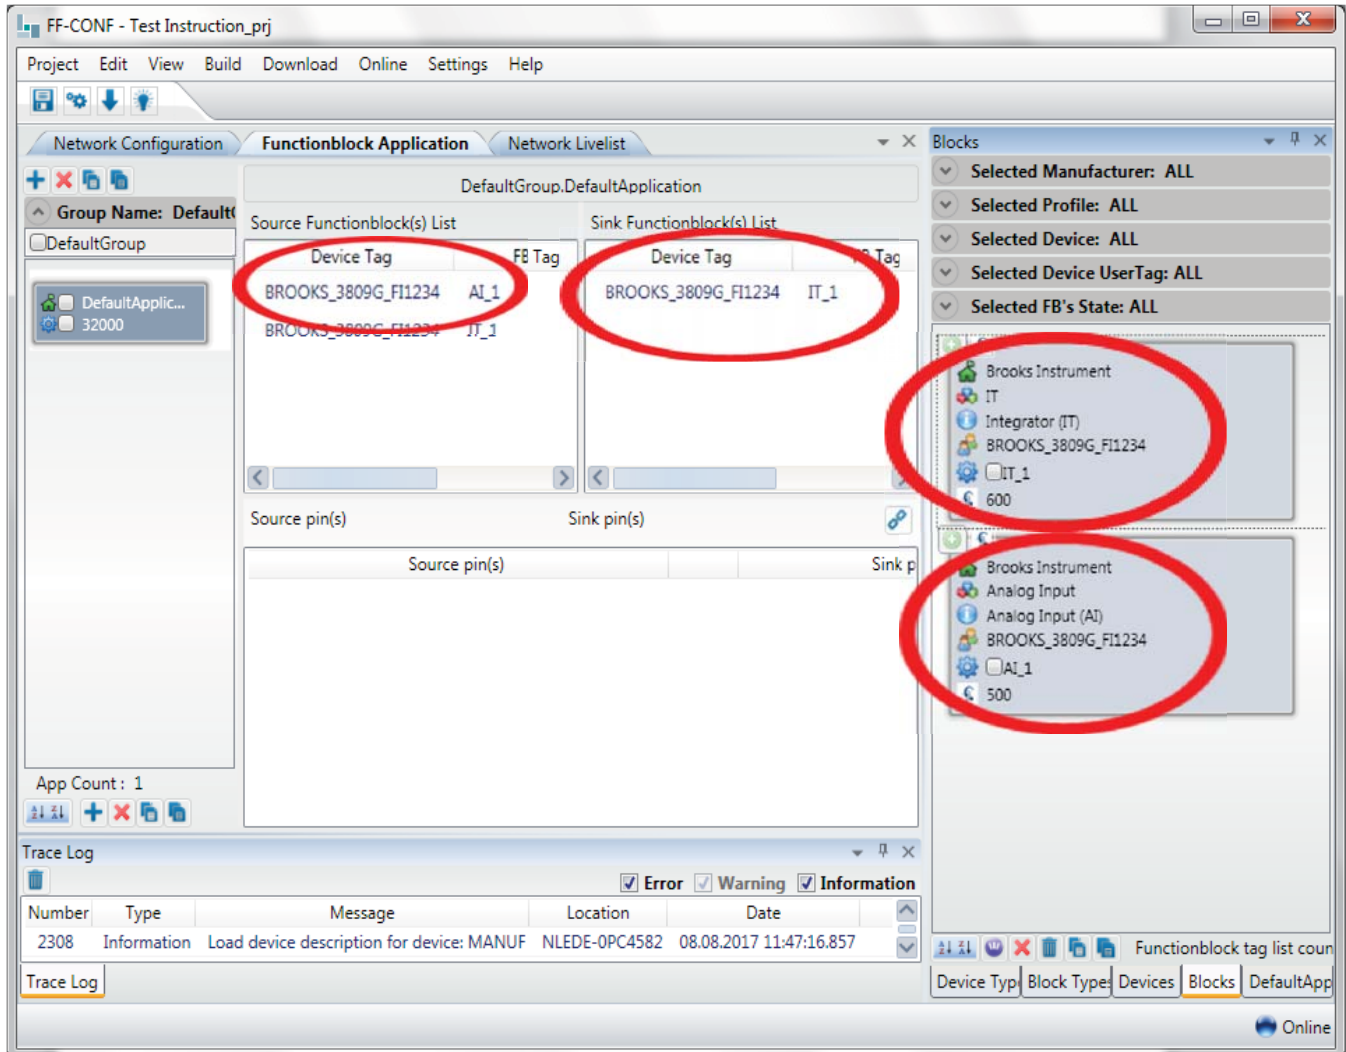 FF-CONF - Test Instruction_prj
Project Edit View Build Download Online Settings Help
Network Configuration Functionblock Application Network Livelist
Group Name: Default
DefaultGroup
DefaultApplic...
32000
App Count : 1
DefaultGroup.DefaultApplication
Source Functionblock(s) List Sink Functionblock(s) List
Device Tag FB Tag Device Tag FB Tag
BROOKS_3809G_FI1234 AI_1 BROOKS_3809G_FI1234 IT_1
BROOKS_3809G_FI1234 IT_1
Source pin(s) Sink pin(s)
Source pin(s) Sink p
Blocks
Selected Manufacturer: ALL
Selected Profile: ALL
Selected Device: ALL
Selected Device UserTag: ALL
Selected FB's State: ALL
Brooks Instrument
IT
Integrator (IT)
BROOKS_3809G_FI1234
IT_1
600
Brooks Instrument
Analog Input
Analog Input (AI)
BROOKS_3809G_FI1234
AI_1
500
Functionblock tag list coun
Device Typ Block Types Devices Blocks DefaultApp
Trace Log
Error Warning Information
Number Type Message Location Date
2308 Information Load device description for device: MANUF NLEDE-0PC4582 08.08.2017 11:47:16.857
Trace Log
Online